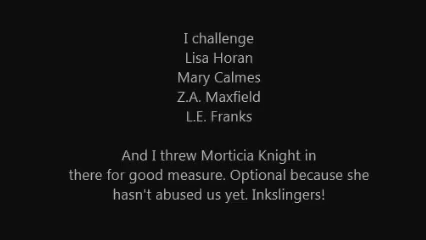 I challenge
Lisa Horan
Mary Calmes
Z.A. Maxfield
L.E. Franks
And I threw Morticia Knight in
there for good measure. Optional because she
hasn't abused us yet. Inkslingers!